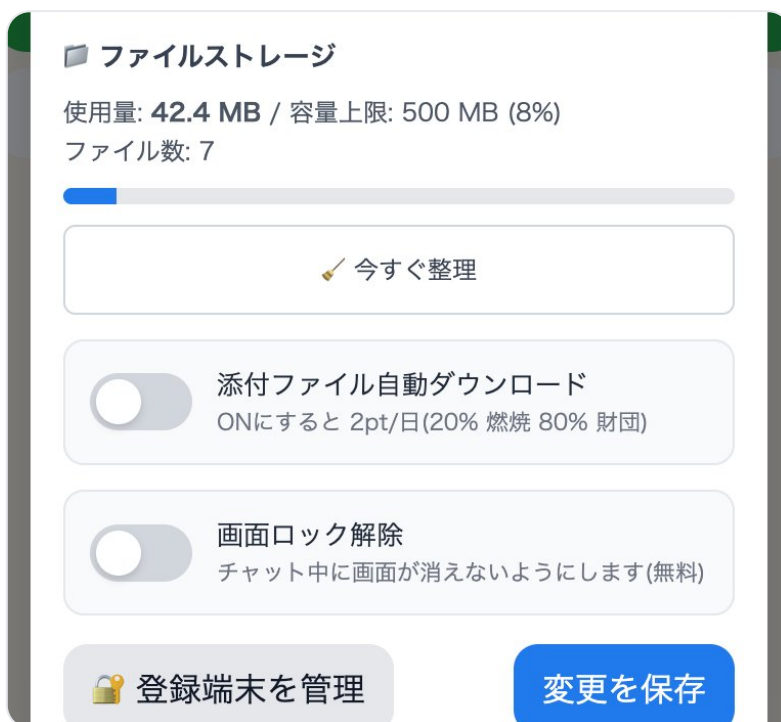 📁 ファイルストレージ
使用量: 42.4 MB / 容量上限: 500 MB (8%)
ファイル数: 7
🧹 今すぐ整理
添付ファイル自動ダウンロード
ONにすると 2pt/日(20% 燃焼 80% 財団)
画面ロック解除
チャット中に画面が消えないようにします(無料)
🔐 登録端末を管理
変更を保存